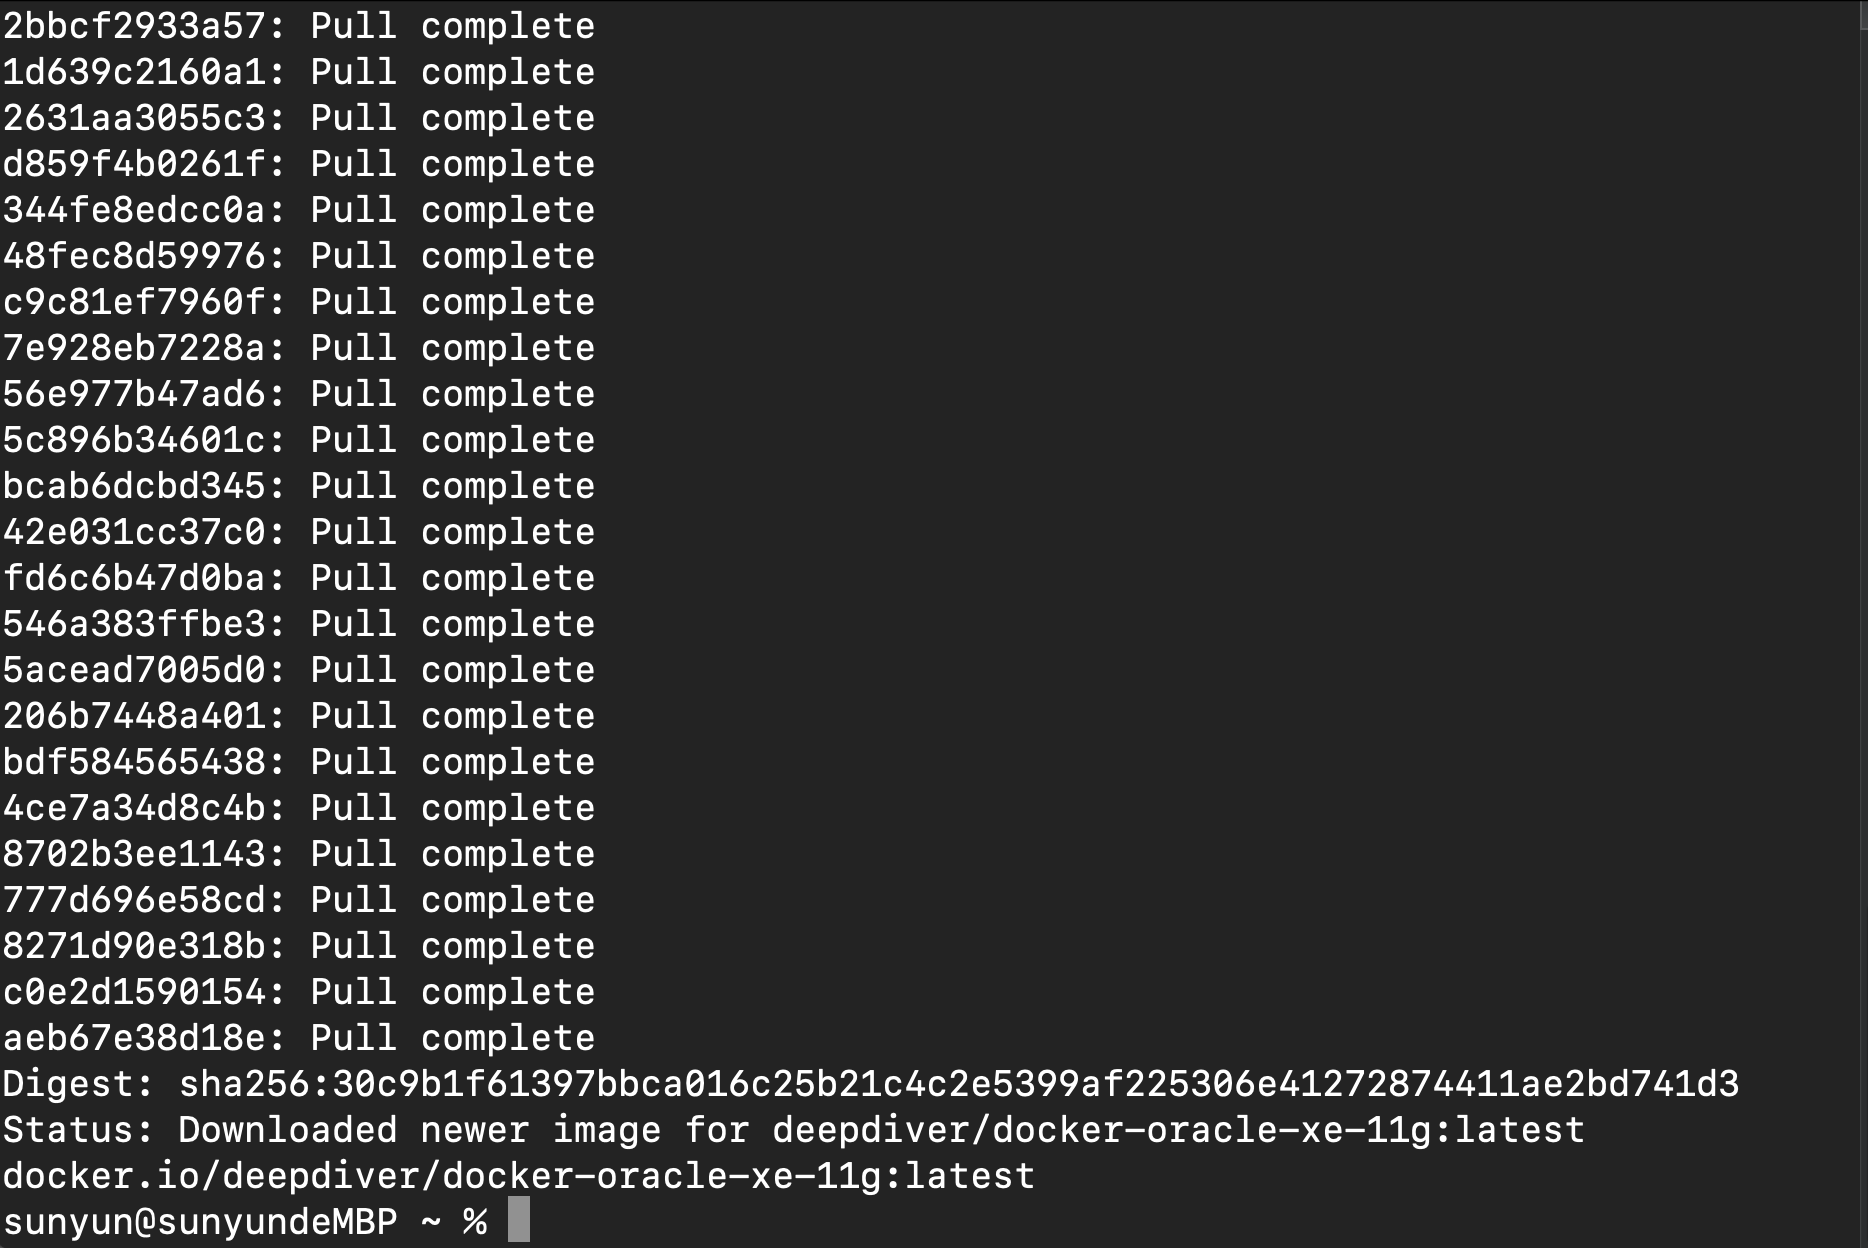 2bbcf2933a57: Pull complete
1d639c2160a1: Pull complete
2631aa3055c3: Pull complete
d859f4b0261f: Pull complete
344fe8edcc0a: Pull complete
48fec8d59976: Pull complete
c9c81ef7960f: Pull complete
7e928eb7228a: Pull complete
56e977b47ad6: Pull complete
5c896b34601c: Pull complete
bcab6dcbd345: Pull complete
42e031cc37c0: Pull complete
fd6c6b47d0ba: Pull complete
546a383ffbe3: Pull complete
5acead7005d0: Pull complete
206b7448a401: Pull complete
bdf584565438: Pull complete
4ce7a34d8c4b: Pull complete
8702b3ee1143: Pull complete
777d696e58cd: Pull complete
8271d90e318b: Pull complete
c0e2d1590154: Pull complete
aeb67e38d18e: Pull complete
Digest: sha256:30c9b1f61397bbca016c25b21c4c2e5399af225306e41272874411ae2bd741d3
Status: Downloaded newer image for deepdiver/docker-oracle-xe-11g:latest
docker.io/deepdiver/docker-oracle-xe-11g:latest
sunyun@sunyundeMBP ~ %